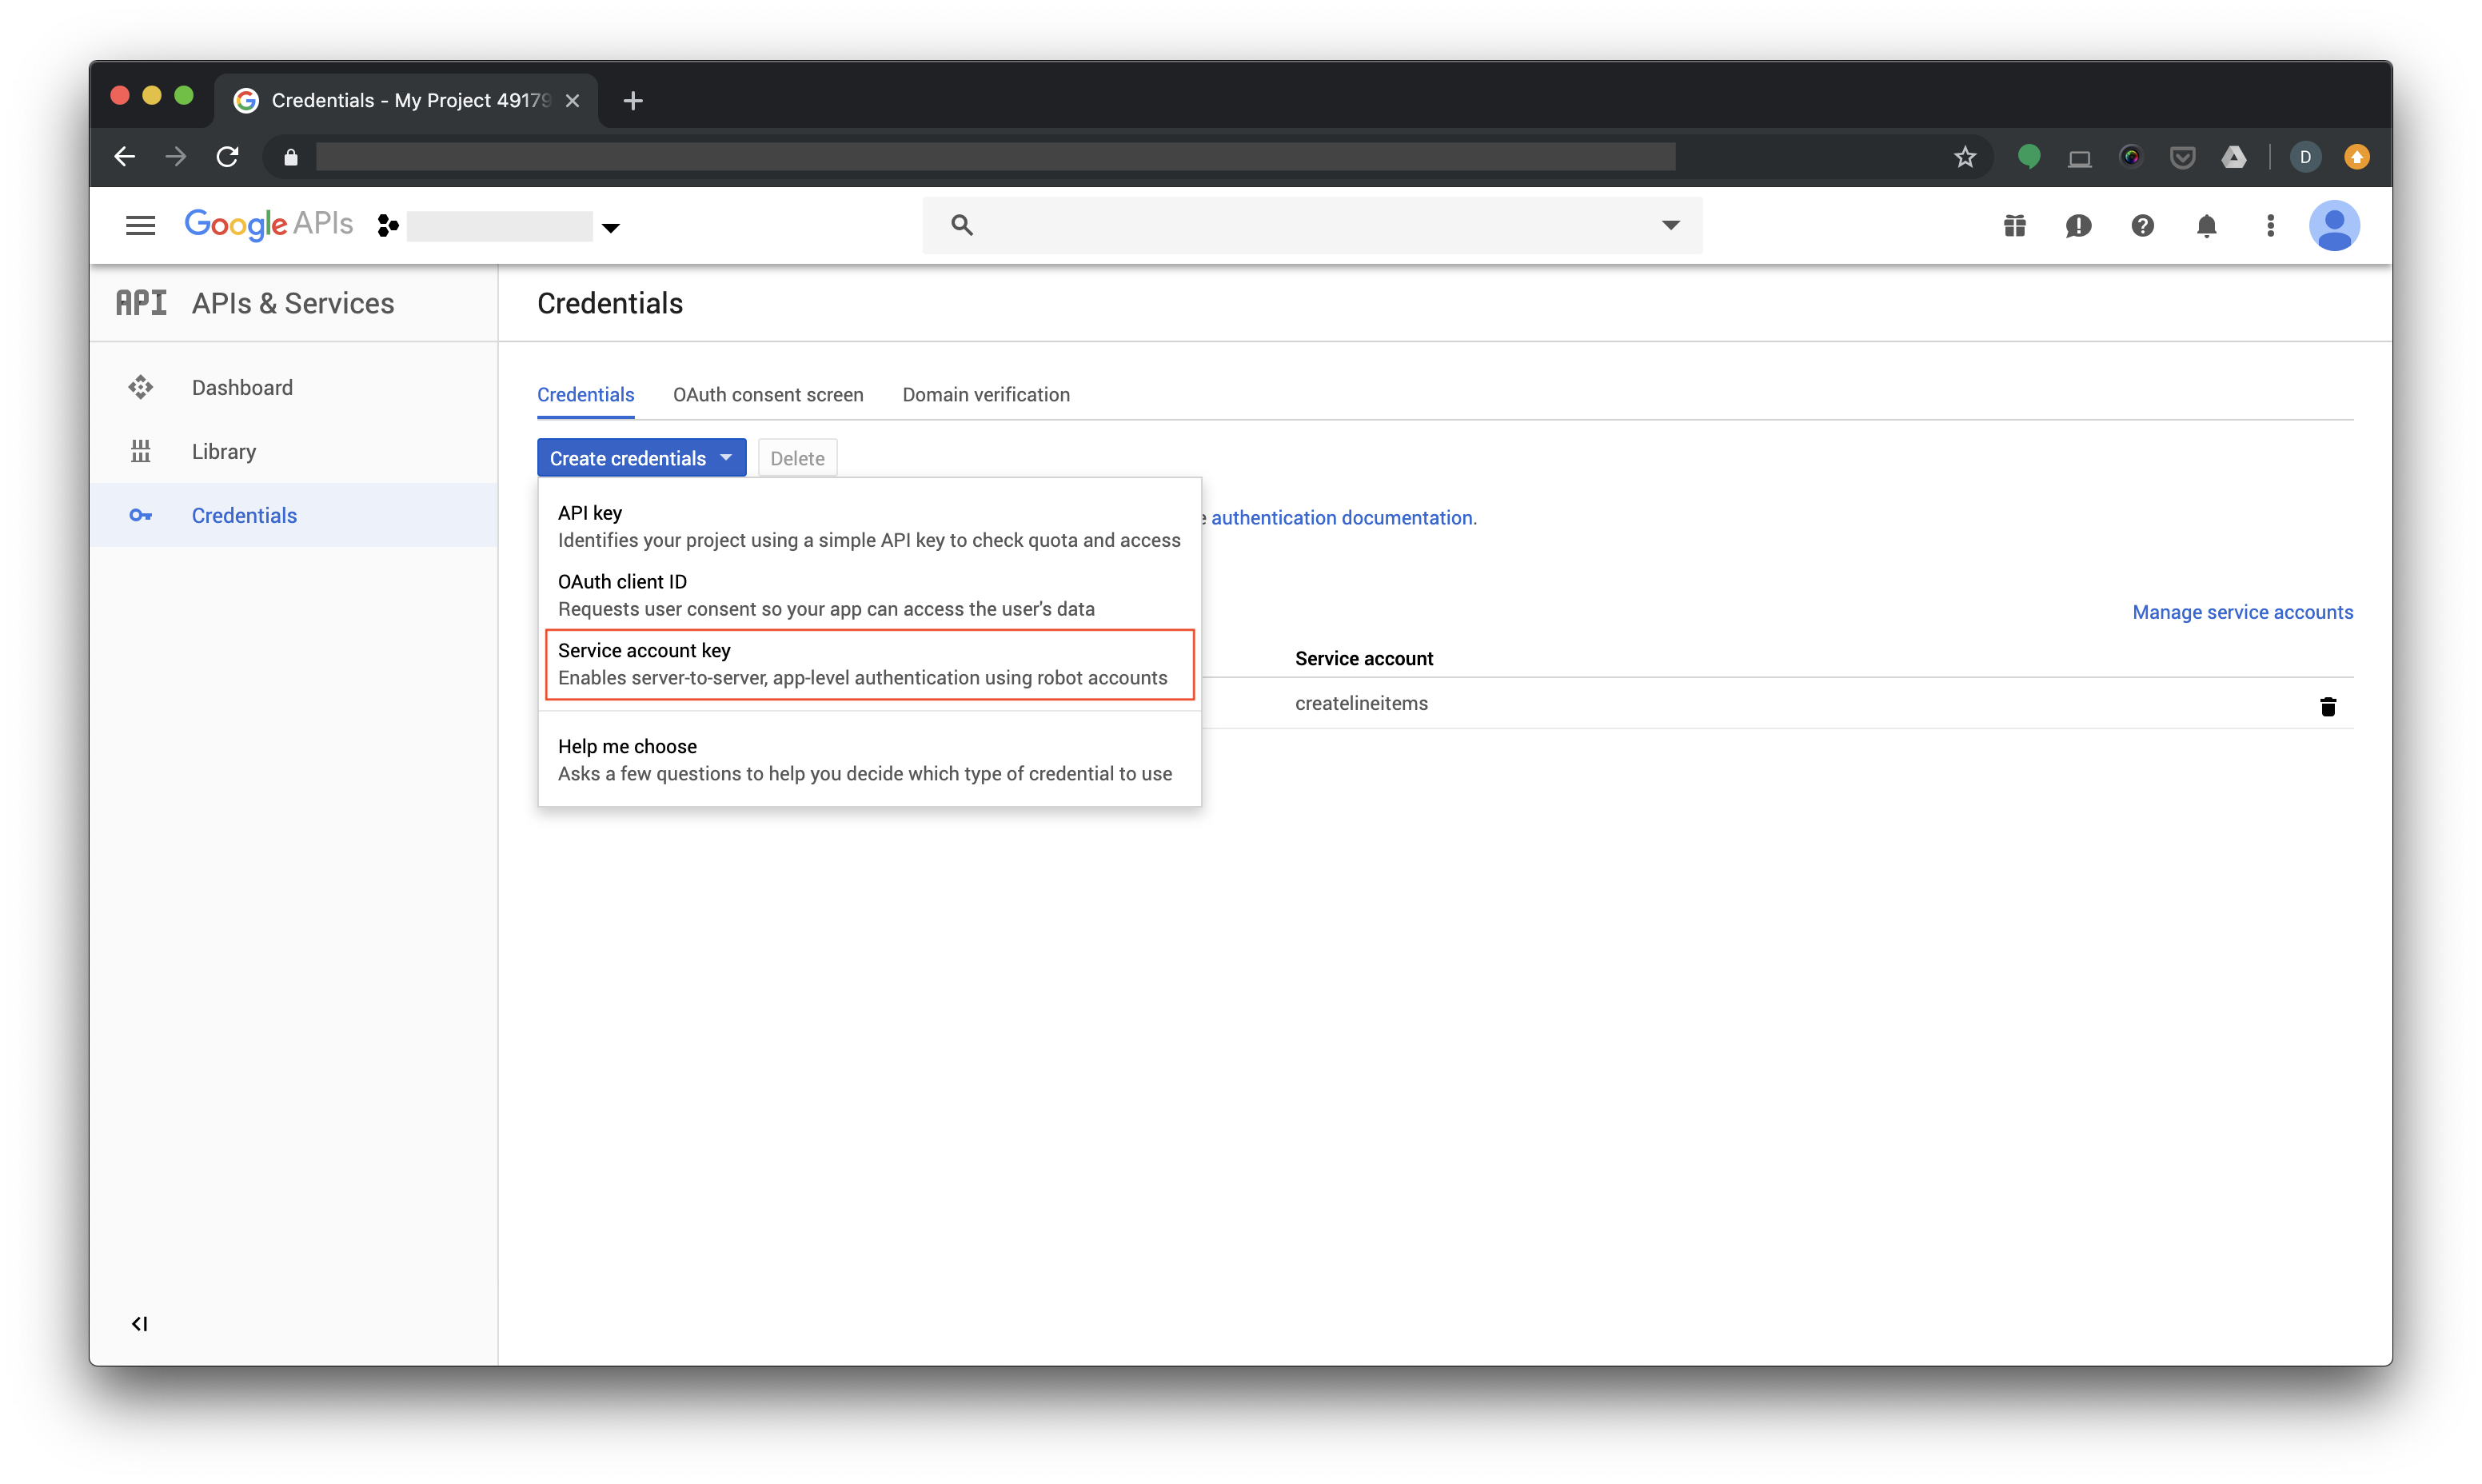 Credentials - My Project 49179
D
Google APIs
API APIs & Services
Credentials
Dashboard
Library
Credentials
Credentials OAuth consent screen Domain verification
Create credentials Delete
API key
Identifies your project using a simple API key to check quota and access
OAuth client ID
Requests user consent so your app can access the user's data
Service account key
Enables server-to-server, app-level authentication using robot accounts
Help me choose
Asks a few questions to help you decide which type of credential to use
authentication documentation.
Manage service accounts
Service account
createlineitems